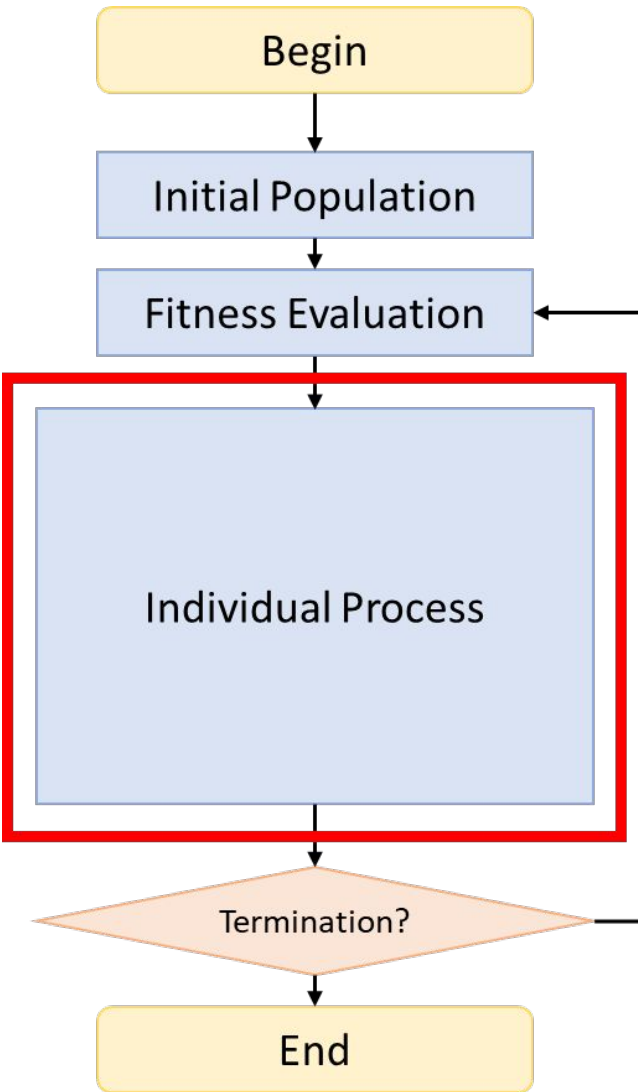 Begin
Initial Population
Fitness Evaluation
Individual Process
Termination?
End